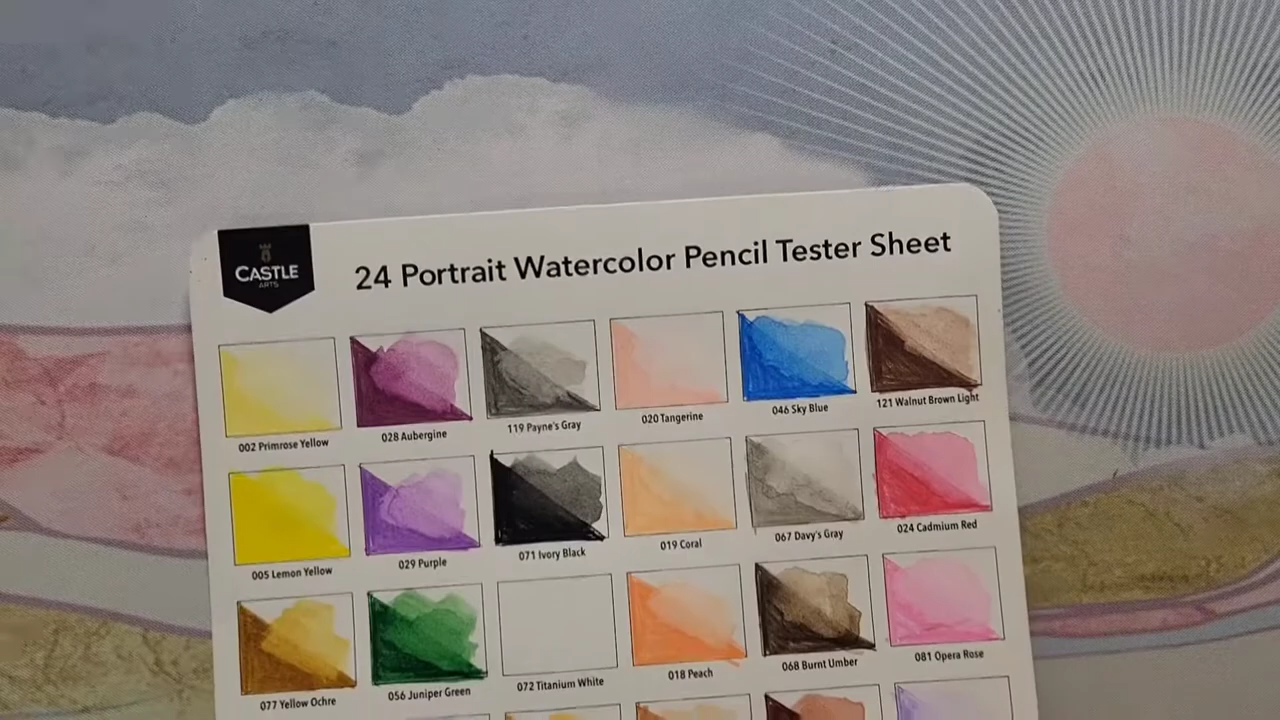 CASTLE
ARTS
24 Portrait Watercolor Pencil Tester Sheet
002 Primrose Yellow
028 Aubergine
119 Payne's Gray
020 Tangerine
046 Sky Blue
121 Walnut Brown Light
005 Lemon Yellow
029 Purple
071 Ivory Black
019 Coral
067 Davy's Gray
024 Cadmium Red
077 Yellow Ochre
056 Juniper Green
072 Titanium White
018 Peach
068 Burnt Umber
081 Opera Rose